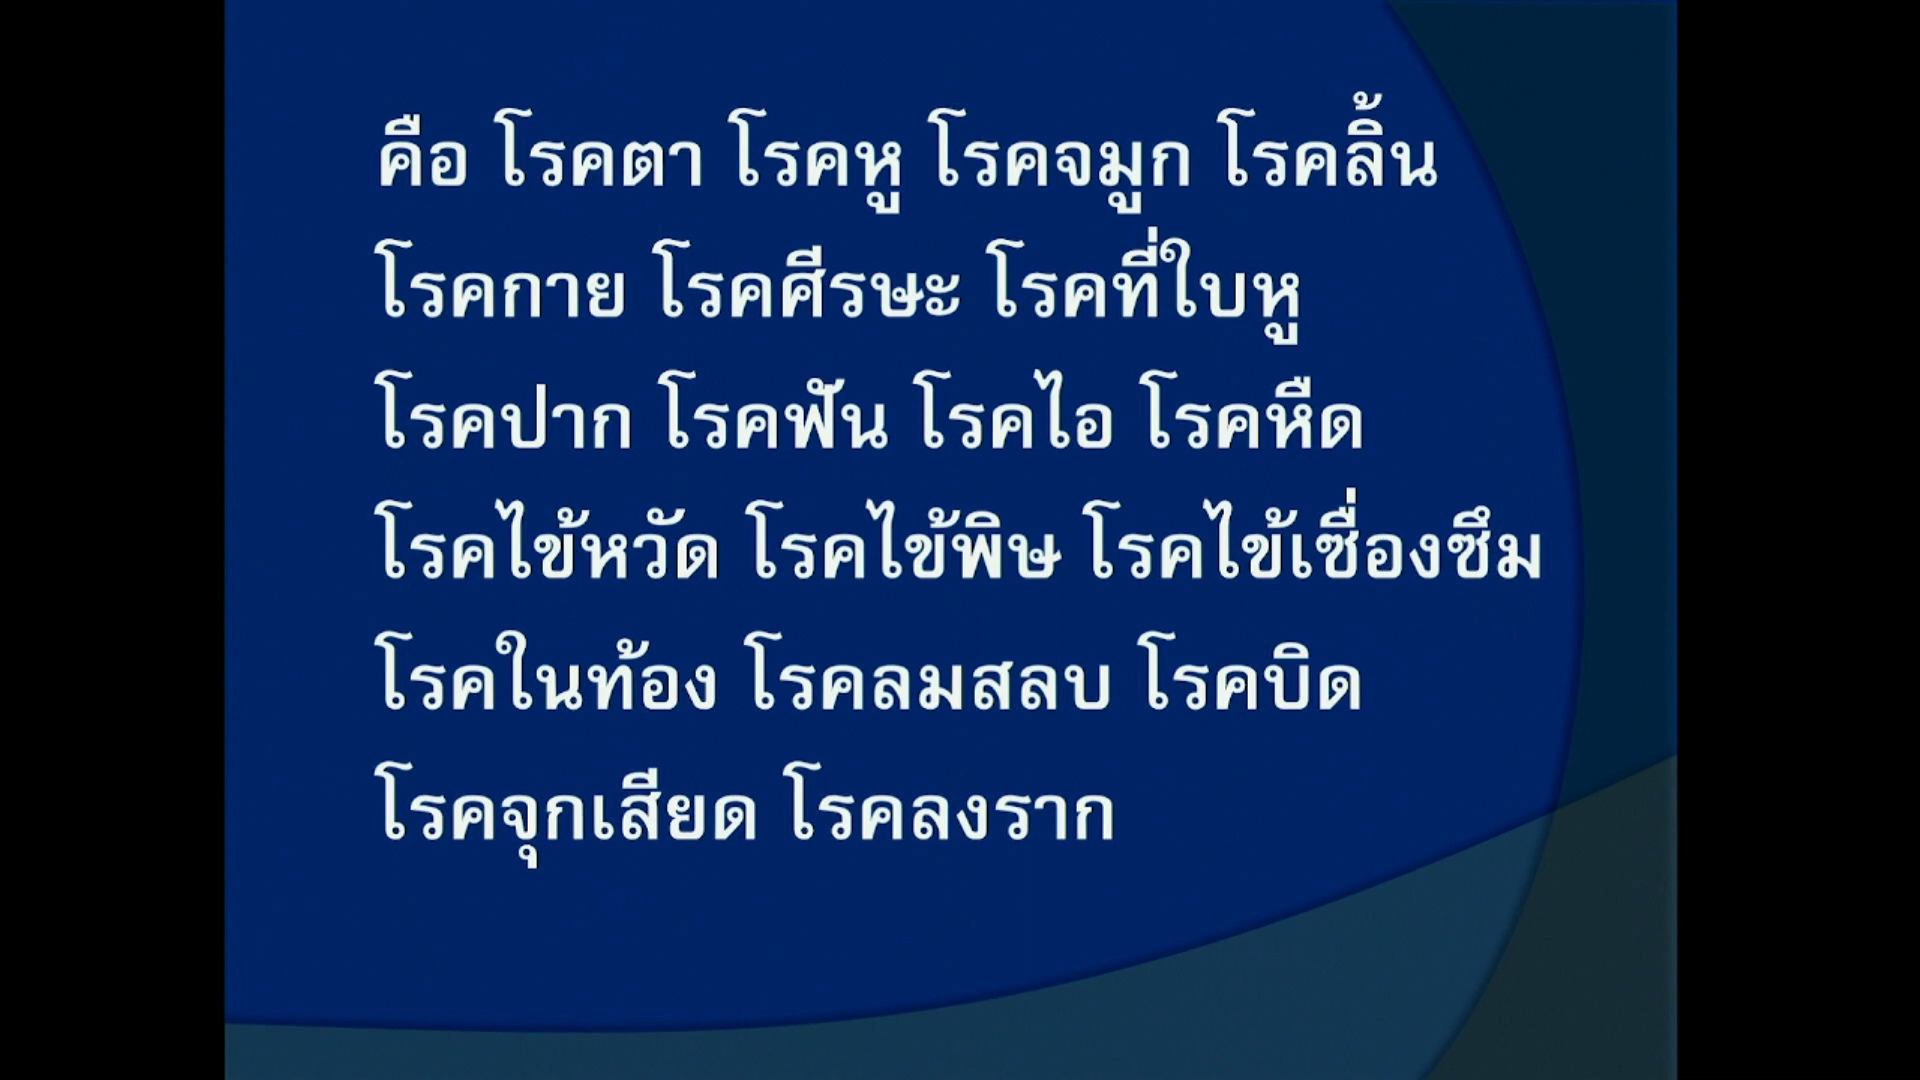 คือ โรคตา โรคหู โรคจมูก โรคลิ้น
โรคกาย โรคศีรษะ โรคที่ใบหู
โรคปาก โรคฟัน โรคไอ โรคหืด
โรคไข้หวัด โรคไข้พิษ โรคไข้เซื่องซึม
โรคในท้อง โรคลมสลบ โรคบิด
โรคจุกเสียด โรคลงราก